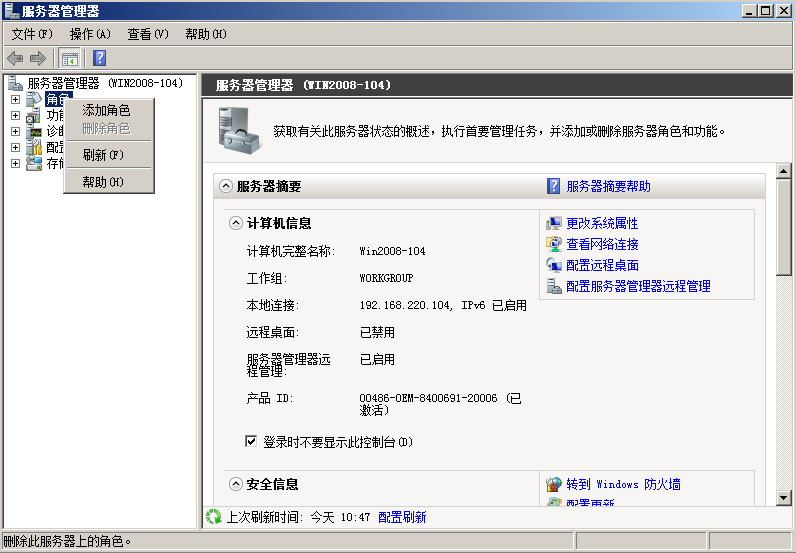 服务器管理器
文件(F) 操作(A) 查看(V) 帮助(H)
服务器管理器 (WIN2008-104)
角色
功
诊
配
存储
添加角色
删除角色
刷新(F)
帮助(H)
服务器管理器 (WIN2008-104)
获取有关此服务器状态的概述，执行首要管理任务，并添加或删除服务器角色和功能。
服务器摘要
服务器摘要帮助
计算机信息
计算机完整名称: Win2008-104
工作组: WORKGROUP
本地连接: 192.168.220.104, IPv6 已启用
远程桌面: 已禁用
服务器管理器远
程管理: 已启用
产品 ID: 00486-OEM-8400691-20006 (已
激活)
登录时不要显示此控制台(D)
更改系统属性
查看网络连接
配置远程桌面
配置服务器管理器远程管理
安全信息
转到 Windows 防火墙
配置更新
上次刷新时间: 今天 10:47 配置刷新
删除此服务器上的角色。